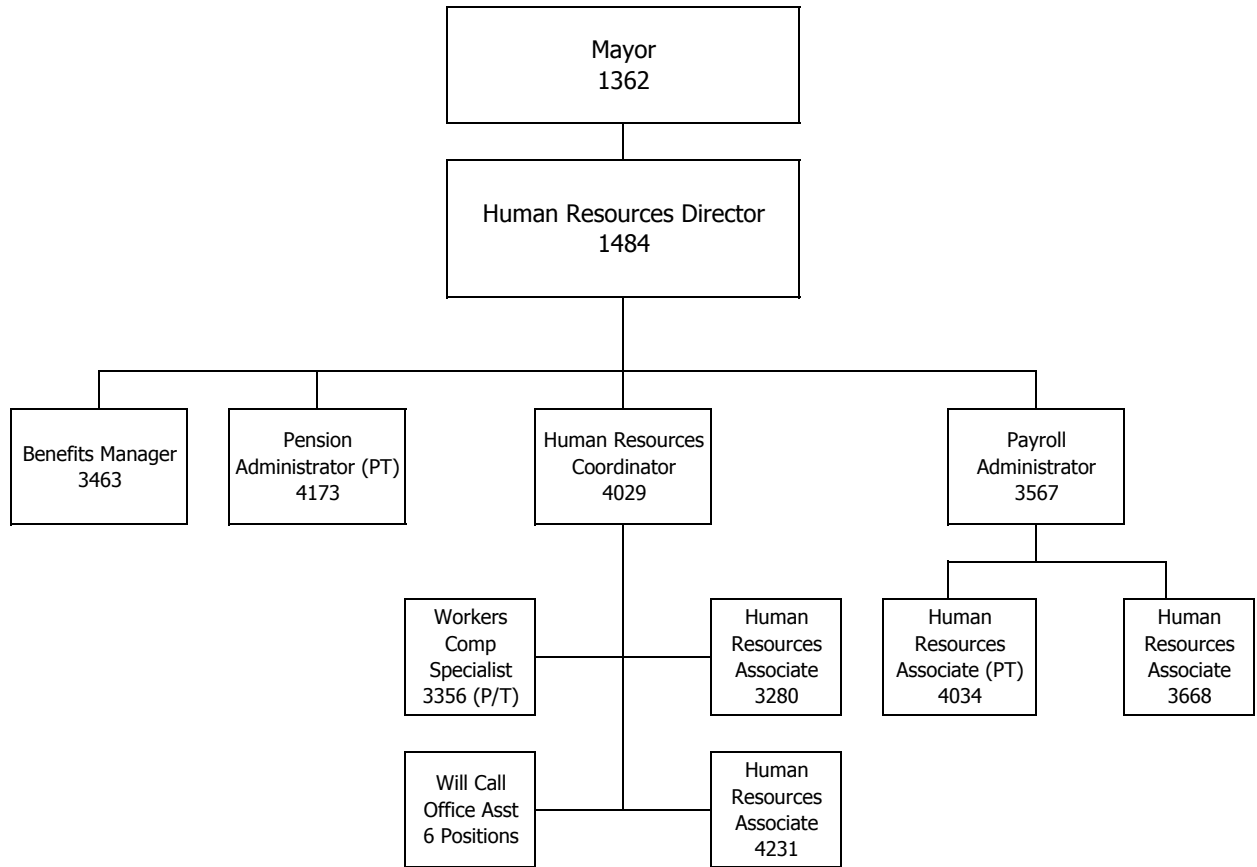 Mayor
1362
Human Resources Director
1484
Benefits Manager
3463
Pension
Administrator (PT)
4173
Human Resources
Coordinator
4029
Payroll
Administrator
3567
Workers
Comp
Specialist
3356 (P/T)
Human
Resources
Associate
3280
Human
Resources
Associate (PT)
4034
Human
Resources
Associate
3668
Will Call
Office Asst
6 Positions
Human
Resources
Associate
4231